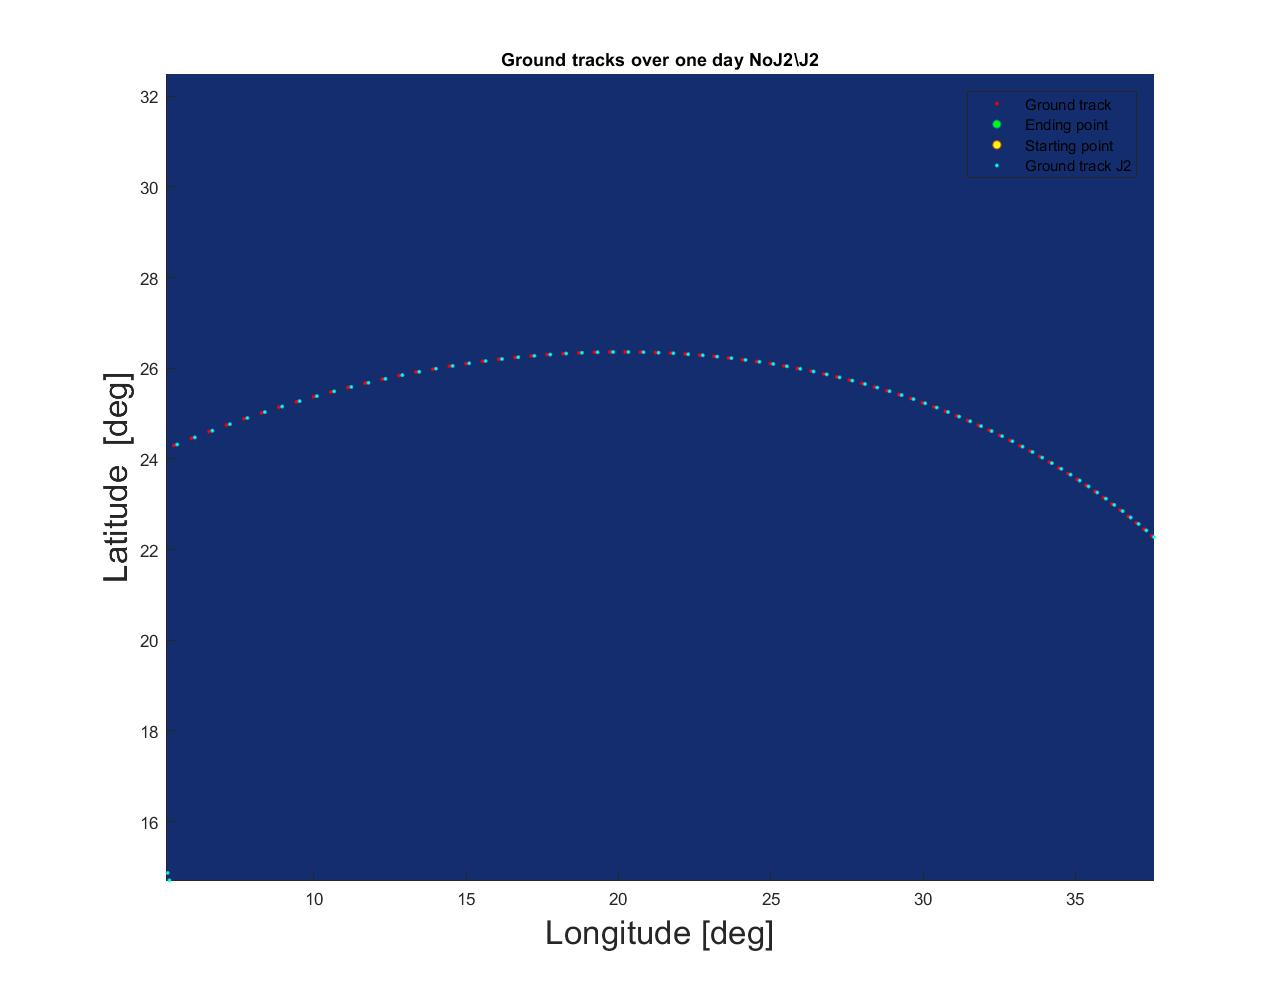 Ground tracks over one day NoJ2\J2
Ground track
Ending point
Starting point
Ground track J2
32
30
28
26
24
22
20
18
16
Latitude [deg]
10 15 20 25 30 35
Longitude [deg]